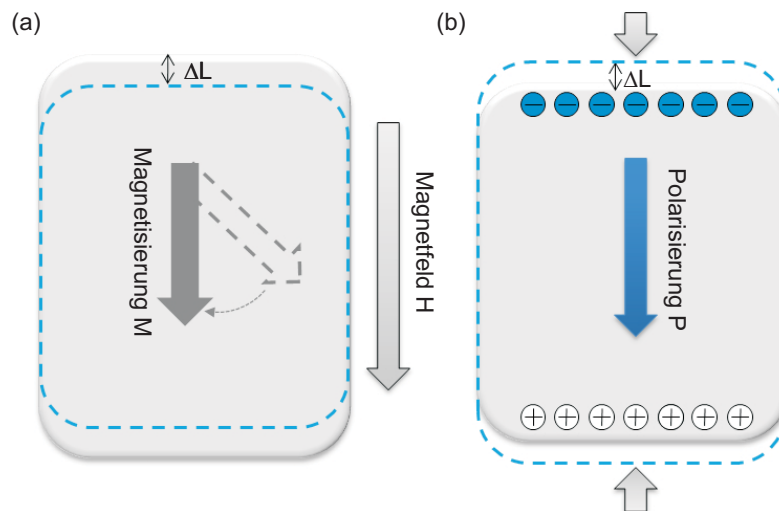 (a)
ΔL
Magnetisierung M
Magnetfeld H
(b)
ΔL
Polarisierung P